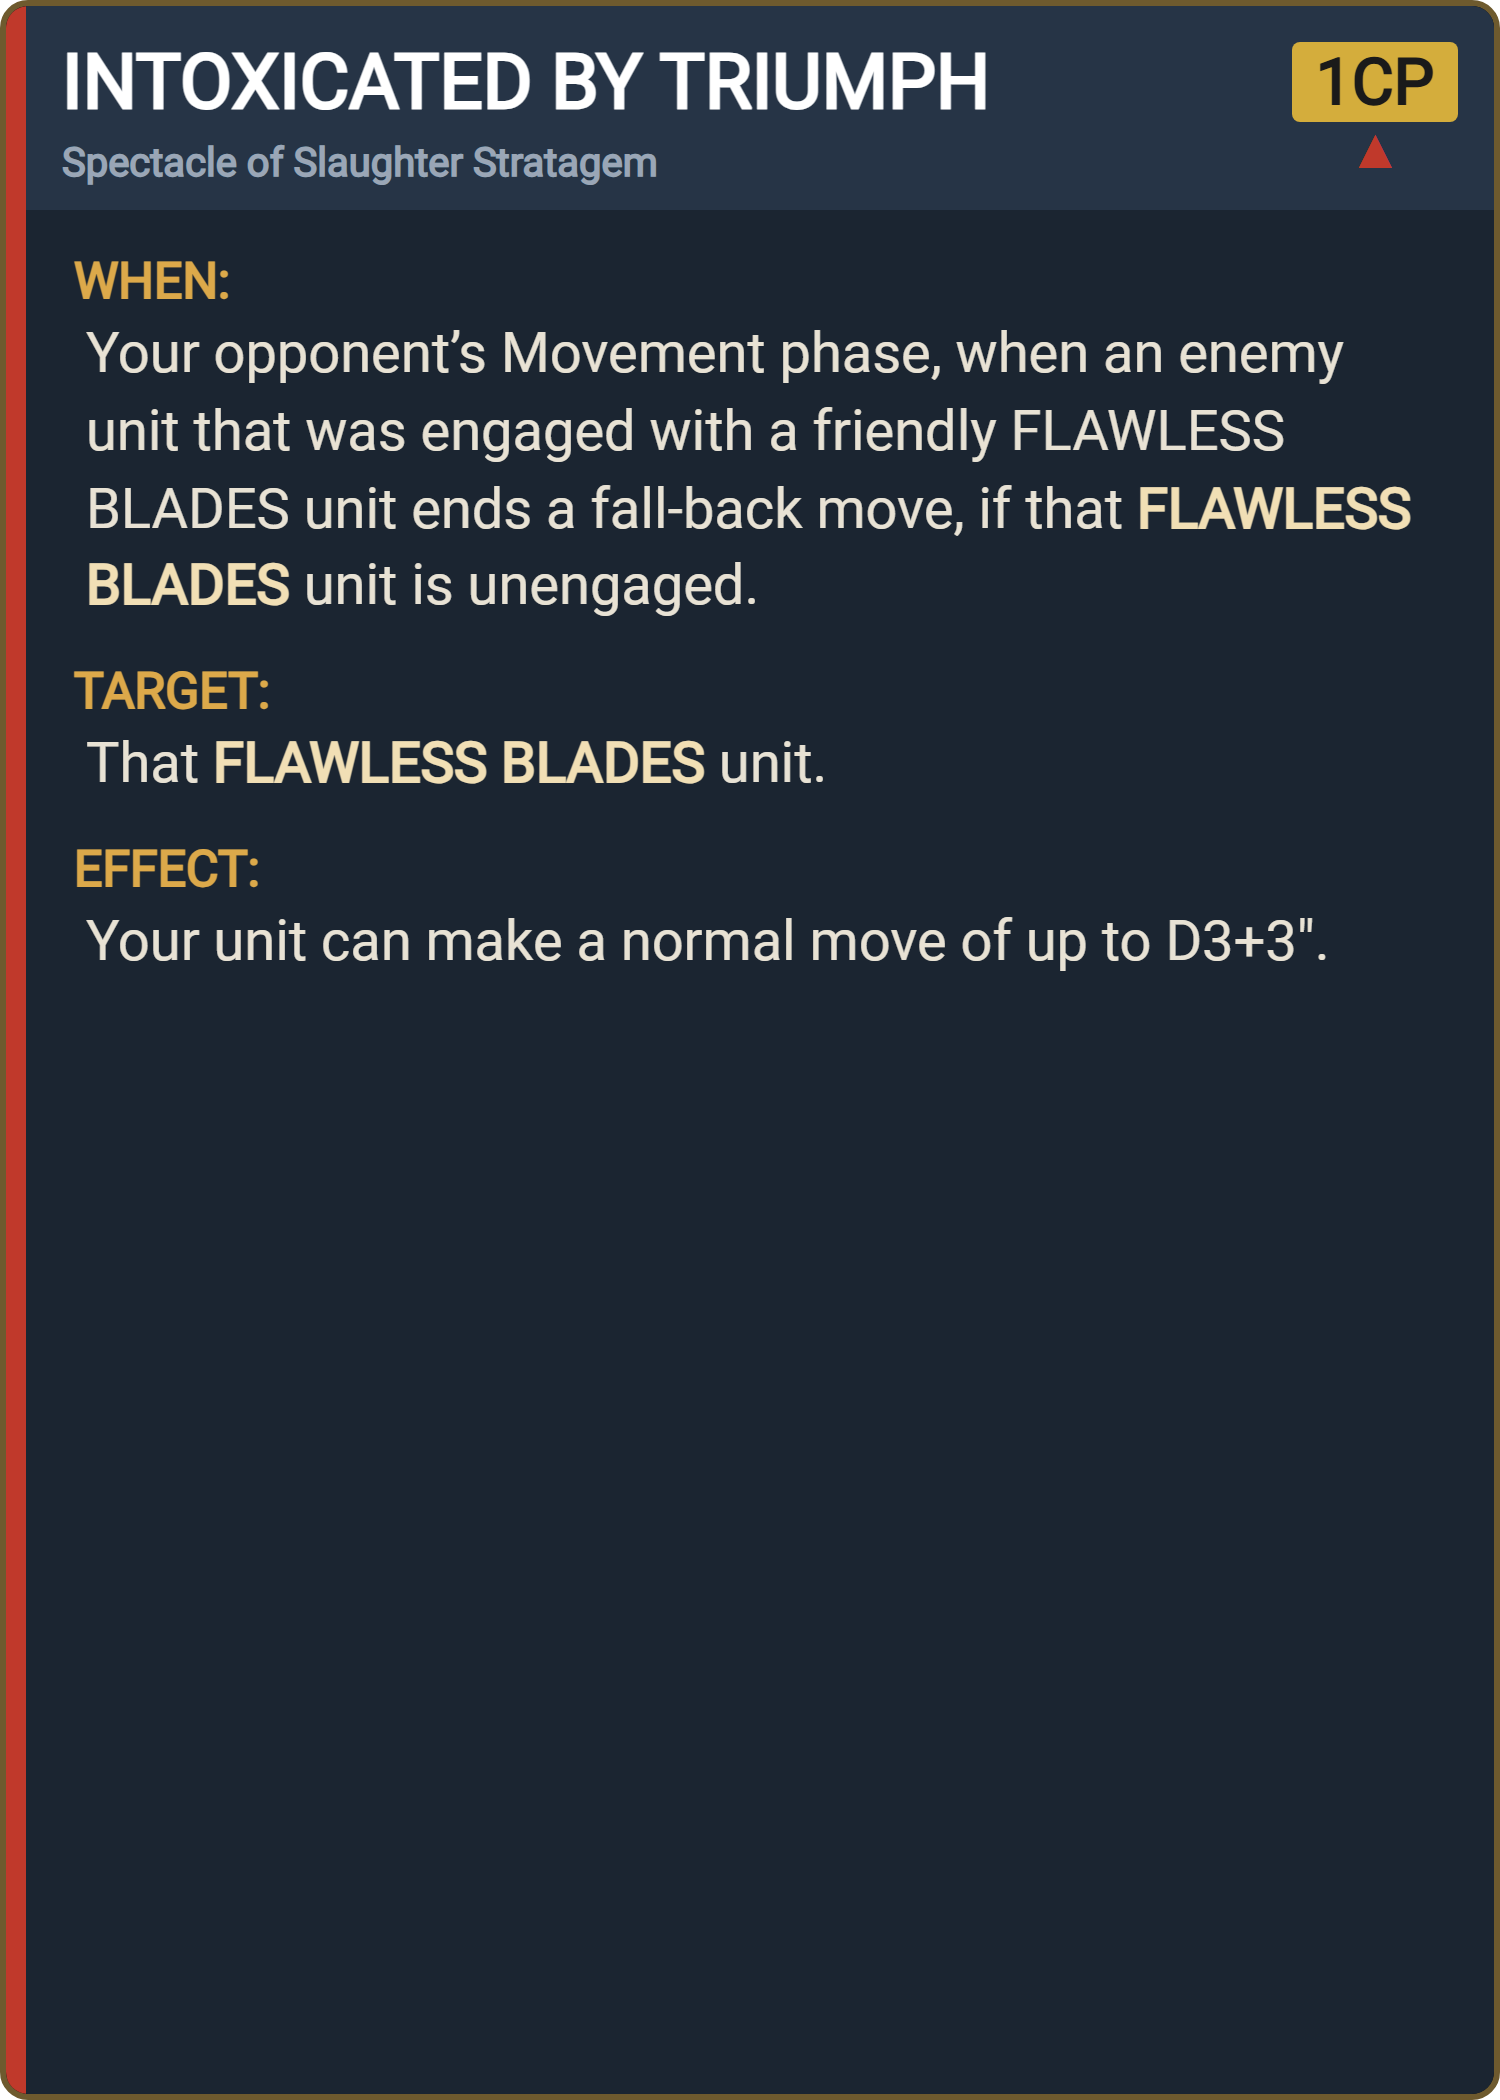 INTOXICATED BY TRIUMPH
1CP
Spectacle of Slaughter Stratagem
WHEN:
Your opponent’s Movement phase, when an enemy
unit that was engaged with a friendly FLAWLESS
BLADES unit ends a fall-back move, if that FLAWLESS
BLADES unit is unengaged.
TARGET:
That FLAWLESS BLADES unit.
EFFECT:
Your unit can make a normal move of up to D3+3".